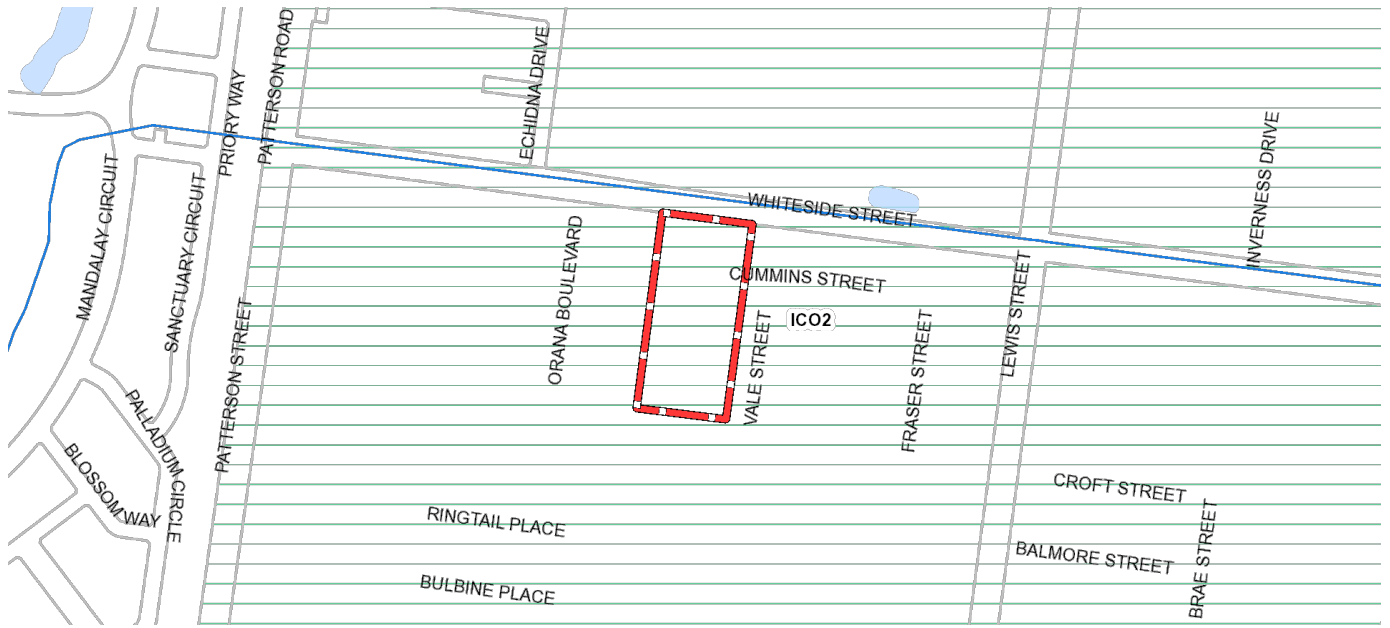 PATTERSON ROAD
ECHIDNA DRIVE
PRIORY WAY
INVERNESS DRIVE
MANDALAY CIRCUIT
SANCTUARY CIRCUIT
WHITESIDE STREET
ORANA BOULEVARD
CUMMINS STREET
LEWIS STREET
ICO2
PATTERSON STREET
VALE STREET
FRASER STREET
PALLADIUM CIRCLE
BLOSSOM WAY
CROFT STREET
RINGTAIL PLACE
BRAE STREET
BALMORE STREET
BULBINE PLACE